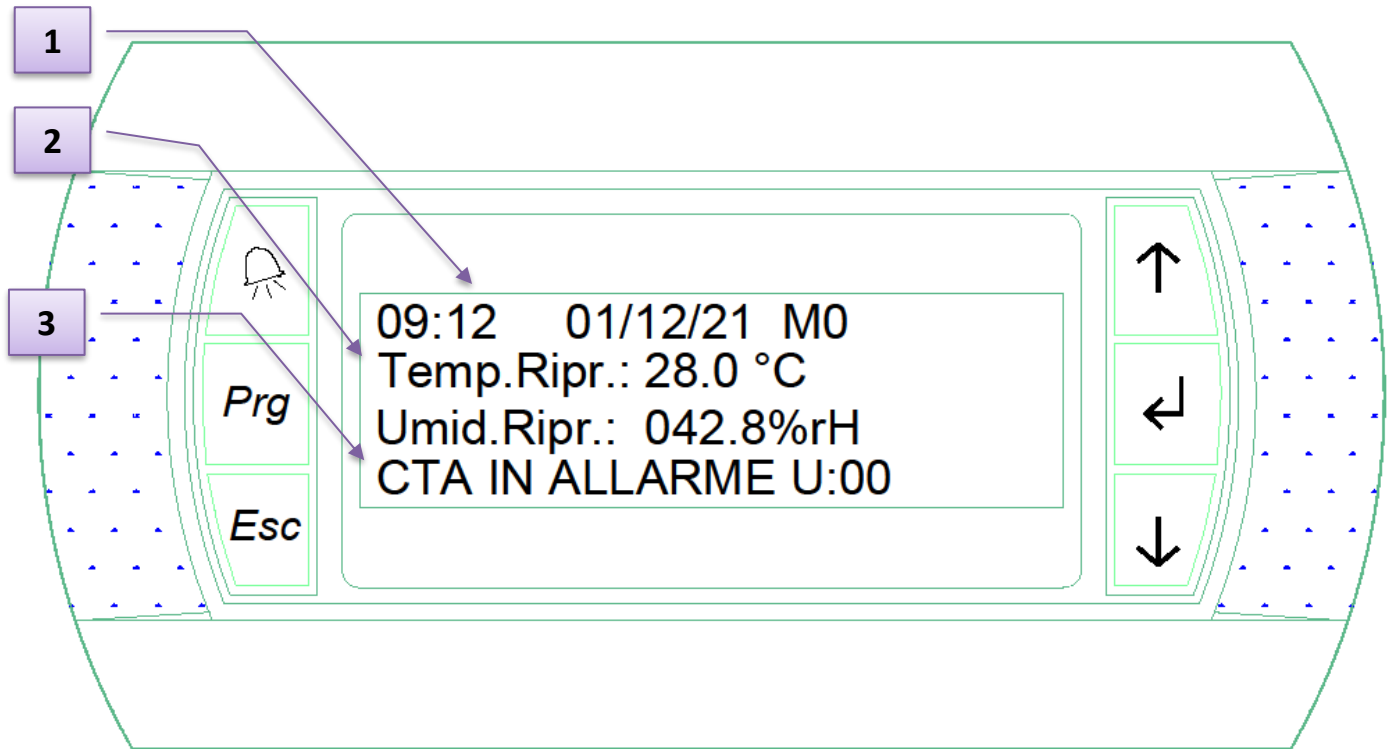 1
2
3
09:12 01/12/21 M0
Temp.Ripr.: 28.0 °C
Umid.Ripr.: 042.8%rH
CTA IN ALLARME U:00
Prg
Esc